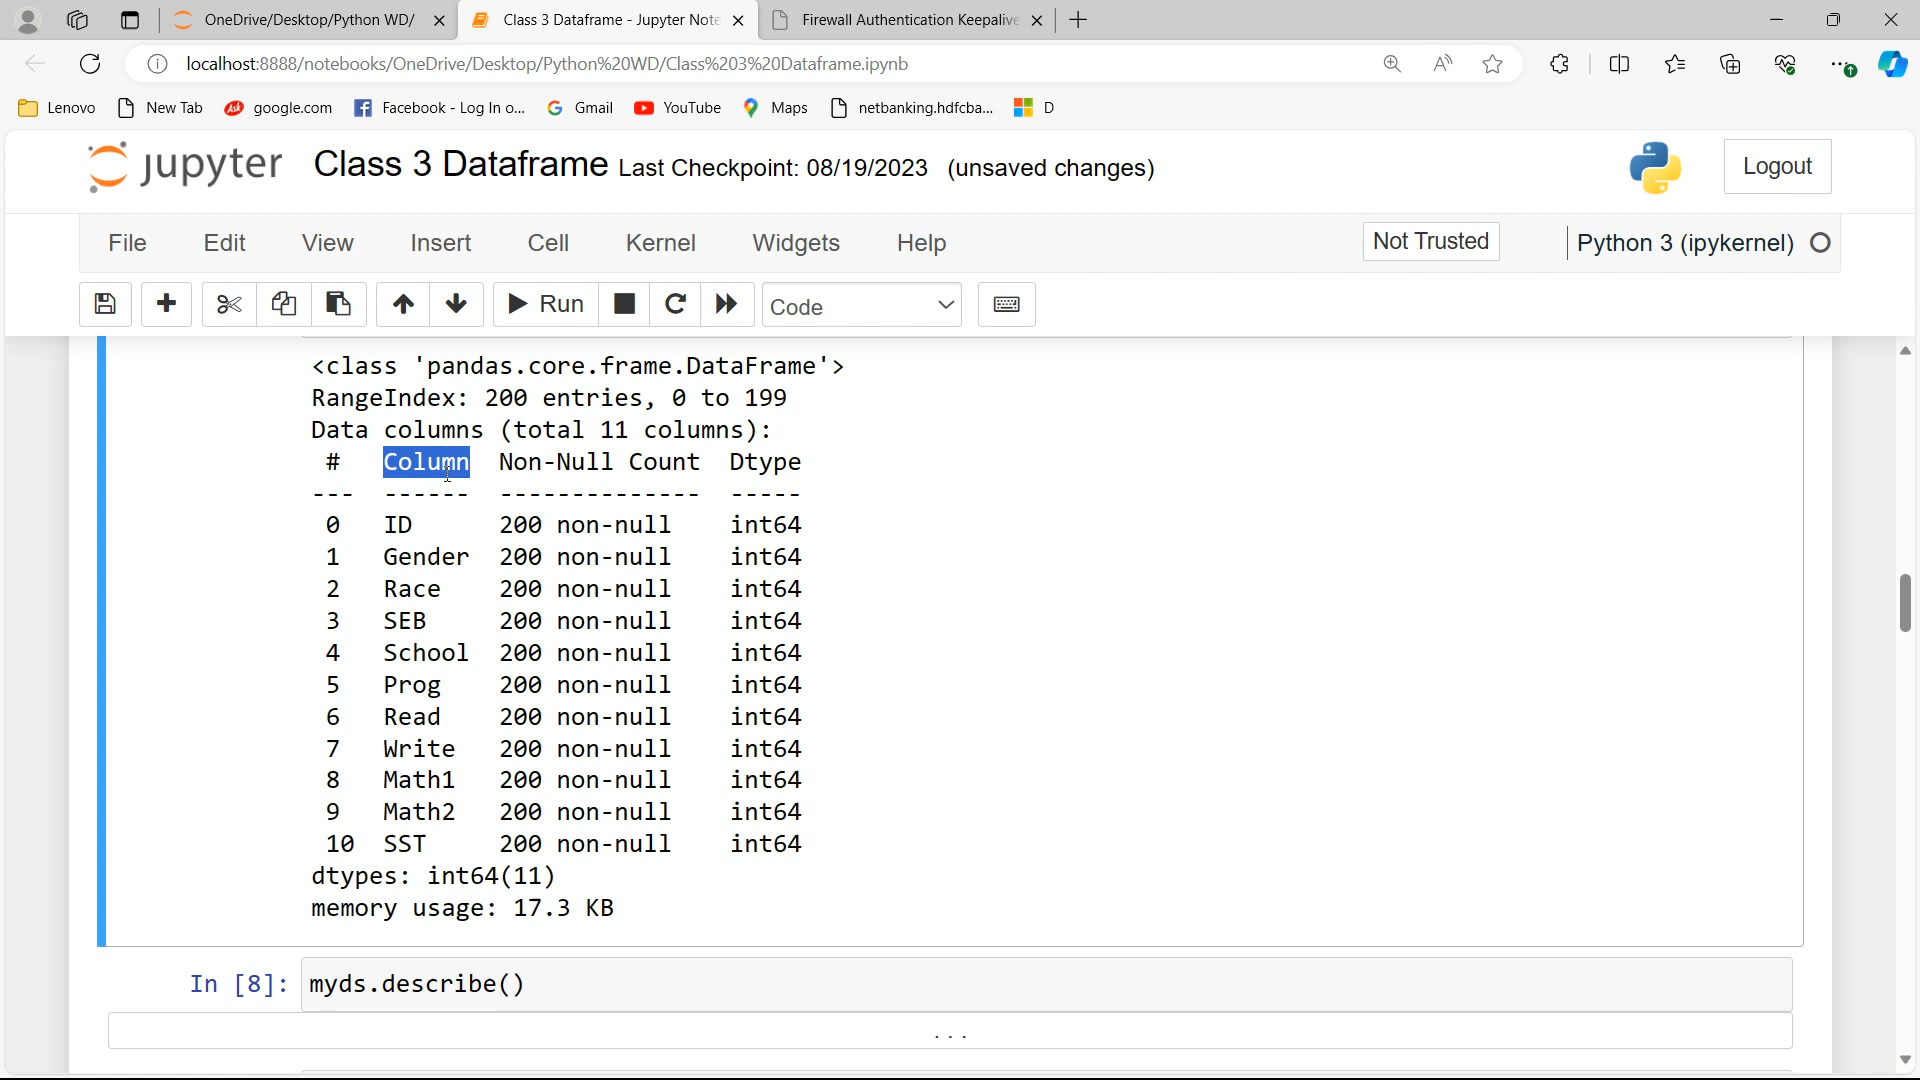 OneDrive/Desktop/Python WD/
Class 3 Dataframe - Jupyter Note
Firewall Authentication Keepalive
localhost:8888/notebooks/OneDrive/Desktop/Python%20WD/Class%203%20Dataframe.ipynb
Lenovo
New Tab
Ask
google.com
Facebook - Log In o...
Gmail
YouTube
Maps
netbanking.hdfcba...
D
jupyter
Class 3 Dataframe Last Checkpoint: 08/19/2023 (unsaved changes)
Logout
File
Edit
View
Insert
Cell
Kernel
Widgets
Help
Not Trusted
Python 3 (ipykernel)
Run
Code
<class 'pandas.core.frame.DataFrame'>
RangeIndex: 200 entries, 0 to 199
Data columns (total 11 columns):
# Column Non-Null Count Dtype
--- ------ -------------- -----
0 ID 200 non-null int64
1 Gender 200 non-null int64
2 Race 200 non-null int64
3 SEB 200 non-null int64
4 School 200 non-null int64
5 Prog 200 non-null int64
6 Read 200 non-null int64
7 Write 200 non-null int64
8 Math1 200 non-null int64
9 Math2 200 non-null int64
10 SST 200 non-null int64
dtypes: int64(11)
memory usage: 17.3 KB
In [8]: myds.describe()
...